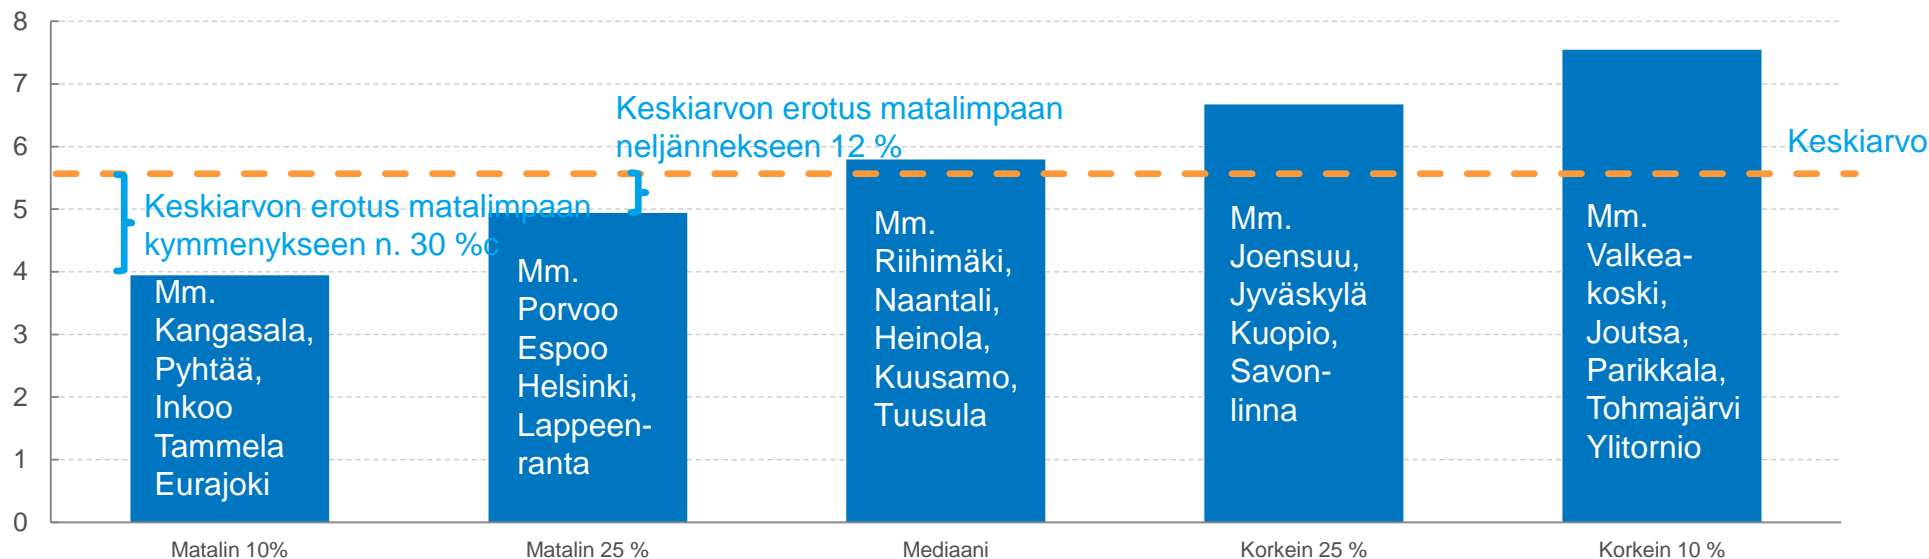 8
7
6
5
4
3
2
1
0
Keskiarvon erotus matalimpaan
neljännekseen 12 %
Keskiarvo
Keskiarvon erotus matalimpaan
kymmenykseen n. 30 %c
Mm.
Kangasala,
Pyhtää,
Inkoo
Tammela
Eurajoki
Mm.
Porvoo
Espoo
Helsinki,
Lappeen-
ranta
Mm.
Riihimäki,
Naantali,
Heinola,
Kuusamo,
Tuusula
Mm.
Joensuu,
Jyväskylä
Kuopio,
Savon-
linna
Mm.
Valkea-
koski,
Joutsa,
Parikkala,
Tohmajärvi
Ylitornio
Matalin 10%
Matalin 25 %
Mediaani
Korkein 25 %
Korkein 10 %